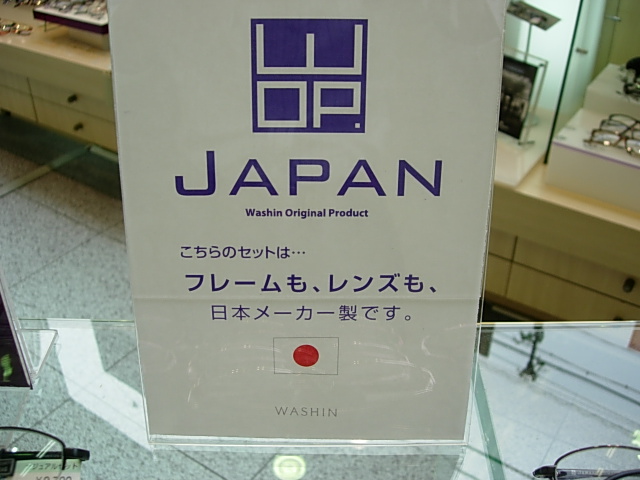 WOP.
JAPAN
Washin Original Product
こちらのセットは…
フレームも、レンズも、
日本メーカー製です。
WASHIN